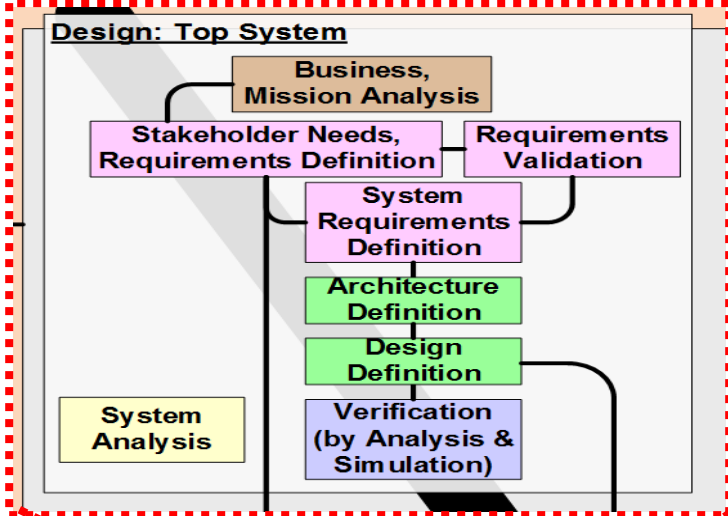 Design: Top System
Business,
Mission Analysis
Stakeholder Needs,
Requirements Definition
Requirements
Validation
System
Requirements
Definition
Architecture
Definition
Design
Definition
System
Analysis
Verification
(by Analysis &
Simulation)